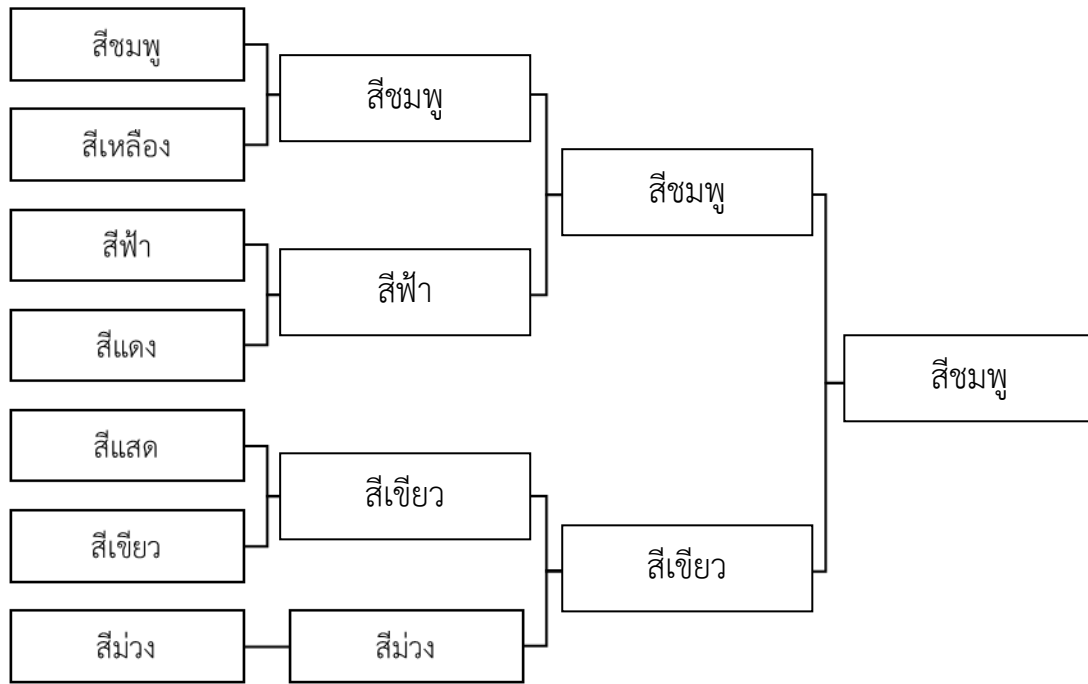 สีชมพู
สีเหลือง
สีฟ้า
สีแดง
สีแสด
สีเขียว
สีม่วง
สีชมพู
สีฟ้า
สีเขียว
สีม่วง
สีชมพู
สีเขียว
สีชมพู